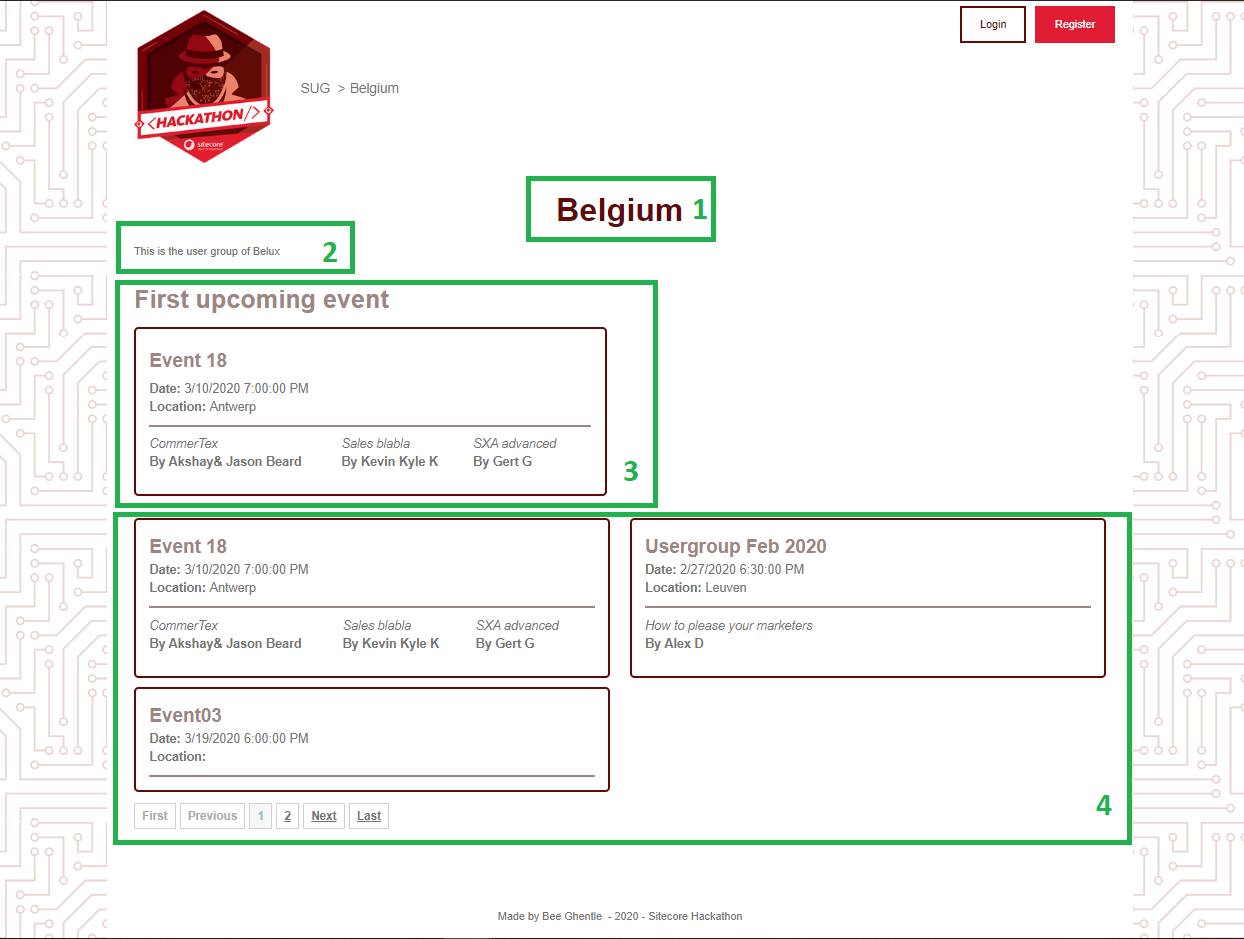 Login
Register
SUG > Belgium
<HACKATHON/>
sitecore
Belgium 1
This is the user group of Belux 2
First upcoming event
Event 18
Date: 3/10/2020 7:00:00 PM
Location: Antwerp
CommerTex Sales blabla SXA advanced
By Akshay& Jason Beard By Kevin Kyle K By Gert G
3
Event 18
Date: 3/10/2020 7:00:00 PM
Location: Antwerp
CommerTex Sales blabla SXA advanced
By Akshay& Jason Beard By Kevin Kyle K By Gert G
Usergroup Feb 2020
Date: 2/27/2020 6:30:00 PM
Location: Leuven
How to please your marketers
By Alex D
Event03
Date: 3/19/2020 6:00:00 PM
Location:
4
First Previous 1 2 Next Last
Made by Bee Ghentle - 2020 - Sitecore Hackathon